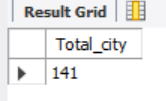 Result Grid
Total_city
141